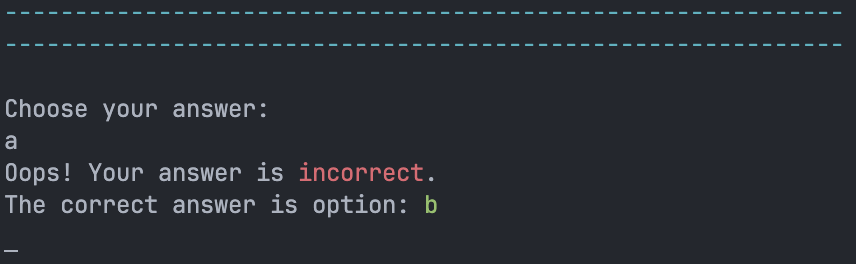 ------------------------------------------------------------
------------------------------------------------------------
Choose your answer:
a
Oops! Your answer is incorrect.
The correct answer is option: b
_